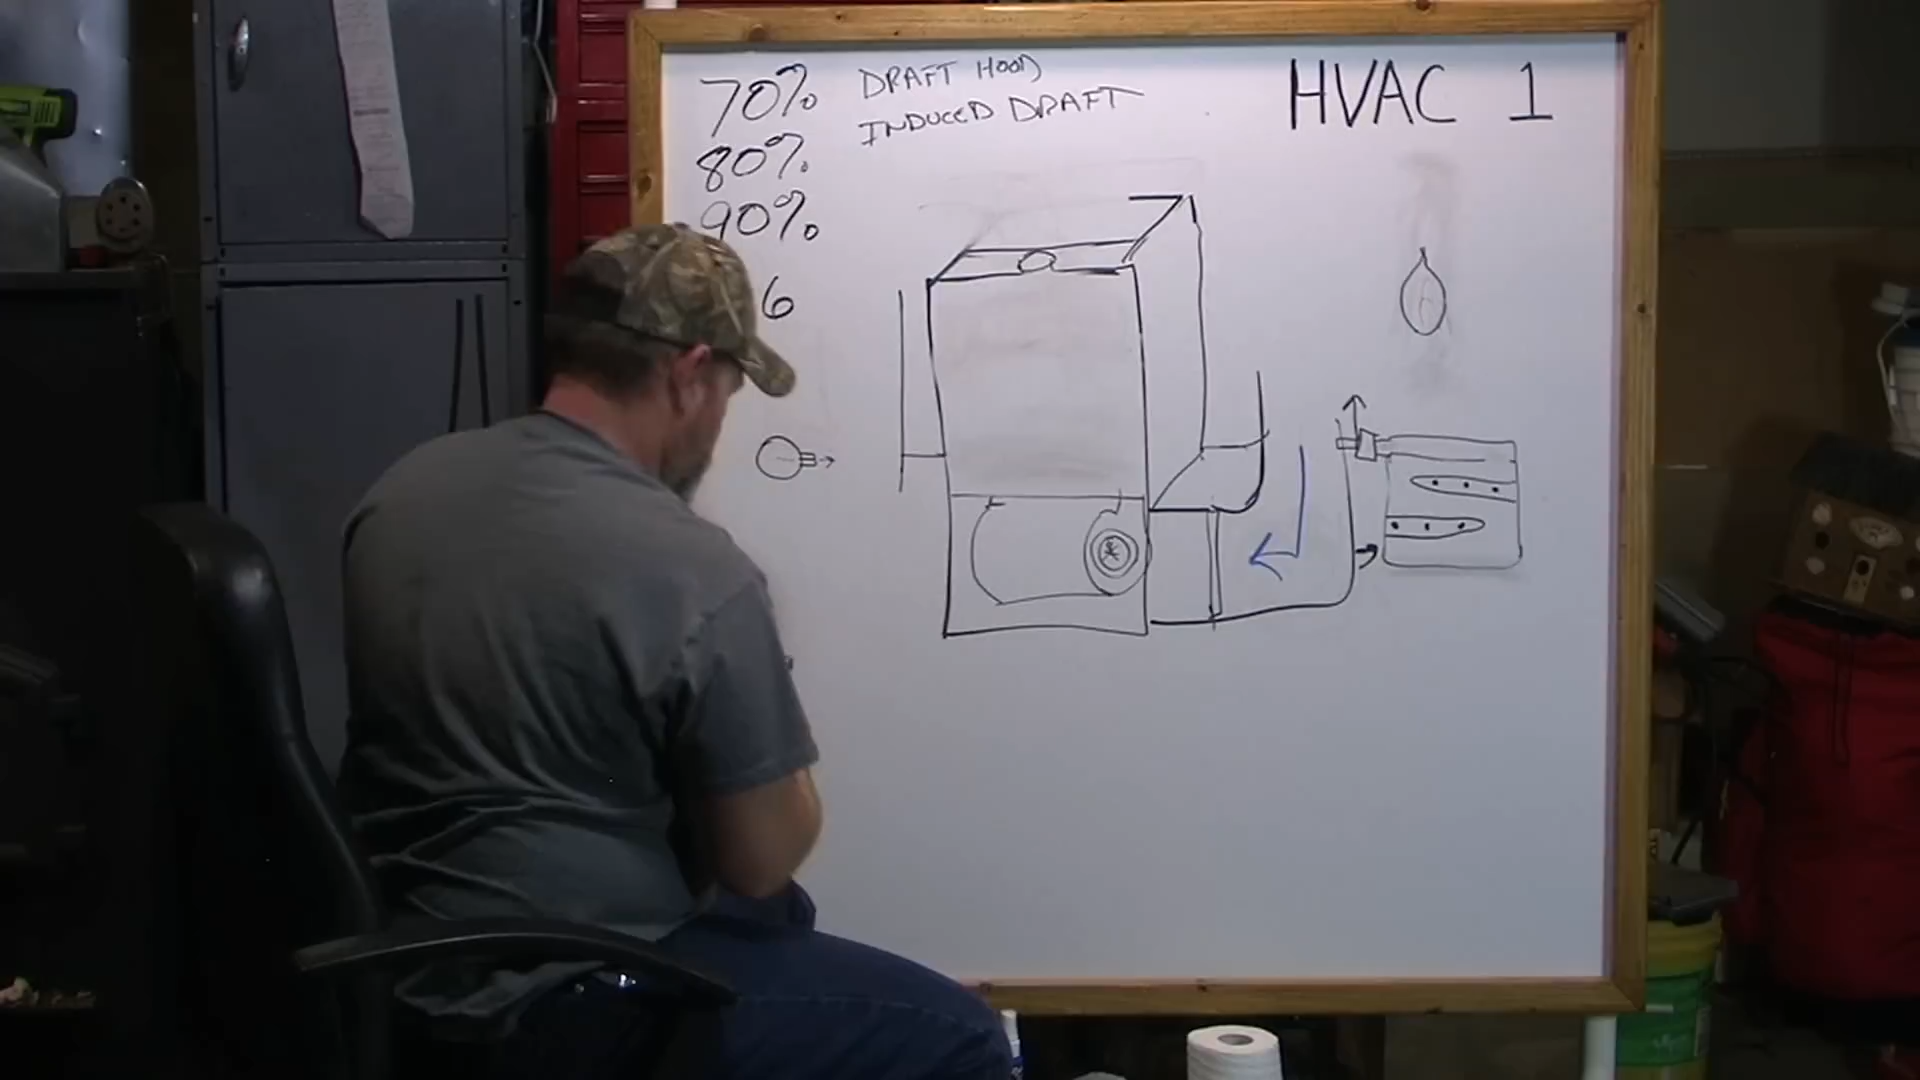 70% DRAFT HOOD
80% INDUCED DRAFT
90%
6
HVAC 1